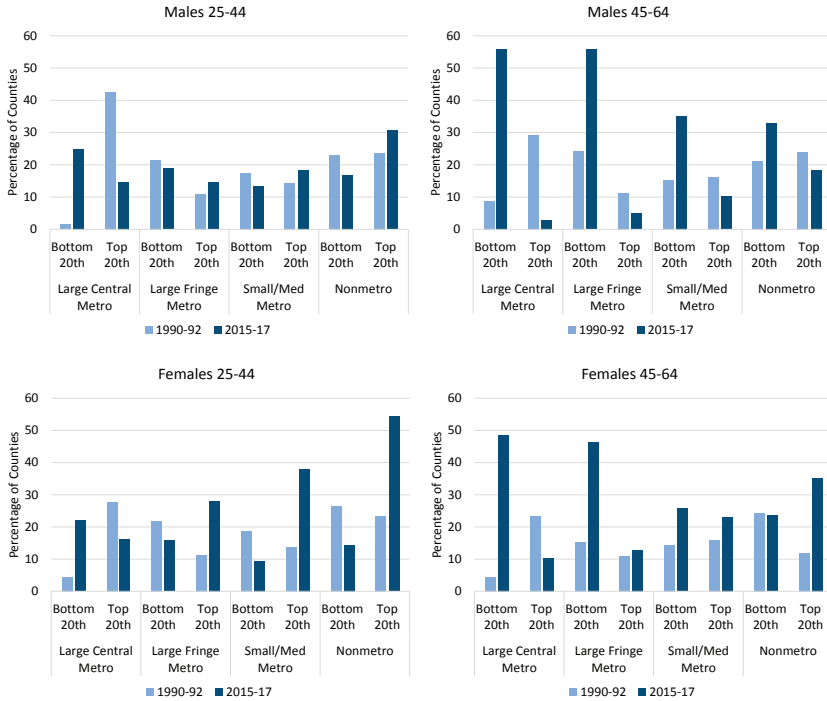 Males 25-44
Percentage of Counties
60
50
40
30
20
10
0
Bottom 20th Top 20th Bottom 20th Top 20th Bottom 20th Top 20th Bottom 20th Top 20th
Large Central Metro Large Fringe Metro Small/Med Metro Nonmetro
1990-92 2015-17
Males 45-64
Percentage of Counties
60
50
40
30
20
10
0
Bottom 20th Top 20th Bottom 20th Top 20th Bottom 20th Top 20th Bottom 20th Top 20th
Large Central Metro Large Fringe Metro Small/Med Metro Nonmetro
1990-92 2015-17
Females 25-44
Percentage of Counties
60
50
40
30
20
10
0
Bottom 20th Top 20th Bottom 20th Top 20th Bottom 20th Top 20th Bottom 20th Top 20th
Large Central Metro Large Fringe Metro Small/Med Metro Nonmetro
1990-92 2015-17
Females 45-64
Percentage of Counties
60
50
40
30
20
10
0
Bottom 20th Top 20th Bottom 20th Top 20th Bottom 20th Top 20th Bottom 20th Top 20th
Large Central Metro Large Fringe Metro Small/Med Metro Nonmetro
1990-92 2015-17